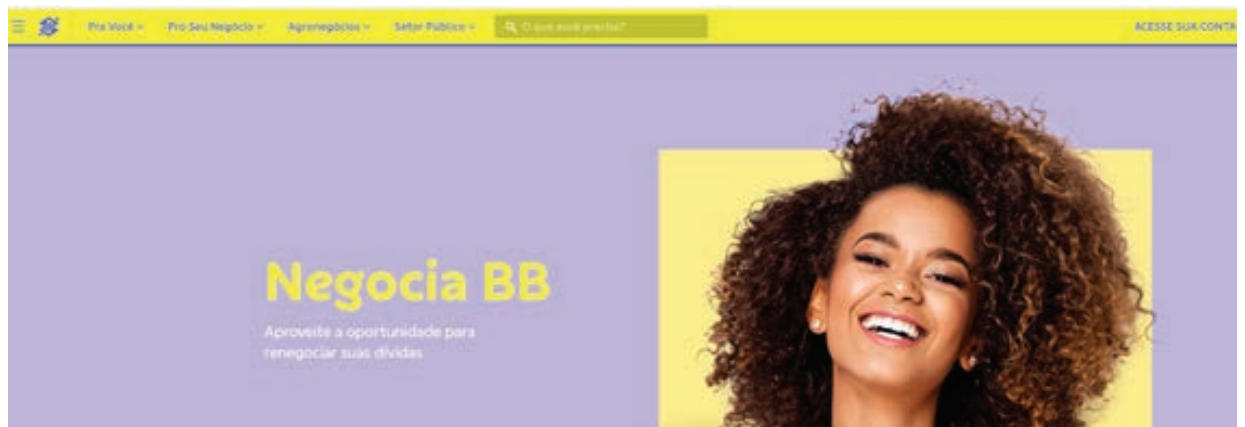 Pra Você
Pro Seu Negócio
Agronegócios
Setor Público
O que você precisa?
ACESSE SUA CONTA
Negocia BB
Aproveite a oportunidade para
renegociar suas dívidas